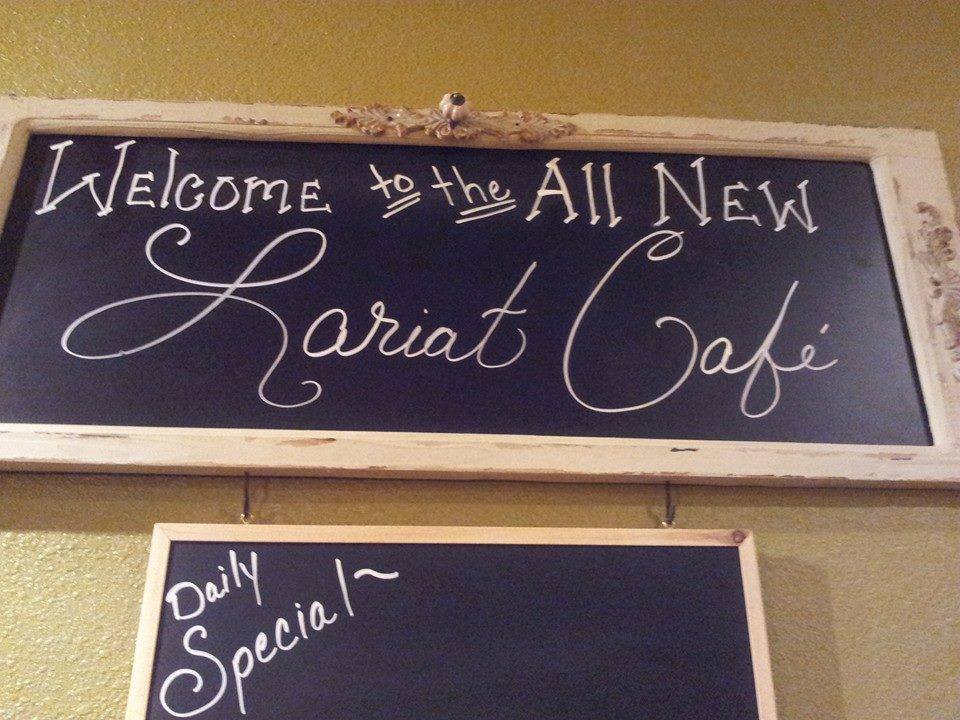 Welcome to the All New
Lariat Café
Daily
Special~